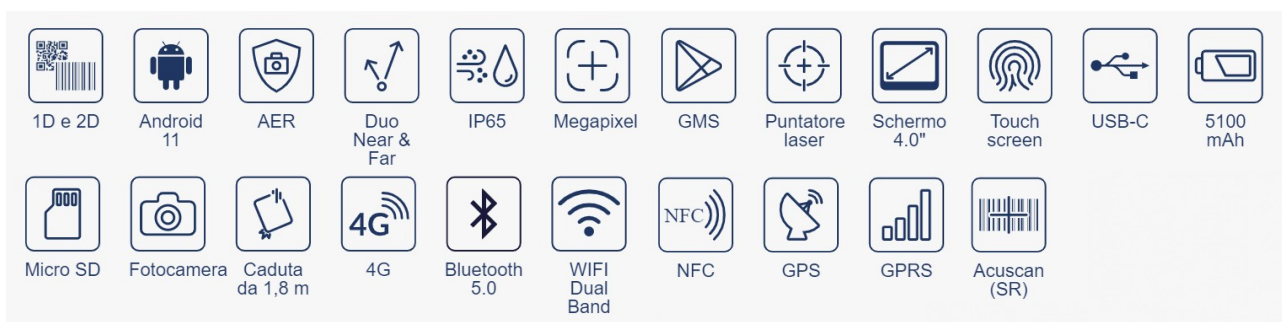 1D e 2D
Android
11
AER
Duo
Near &
Far
IP65
Megapixel
GMS
Puntatore
laser
Schermo
4.0"
Touch
screen
USB-C
5100
mAh
Micro SD
Fotocamera
Caduta
da 1,8 m
4G
4G
Bluetooth
5.0
WIFI
Dual
Band
NFC
NFC
GPS
GPRS
Acuscan
(SR)